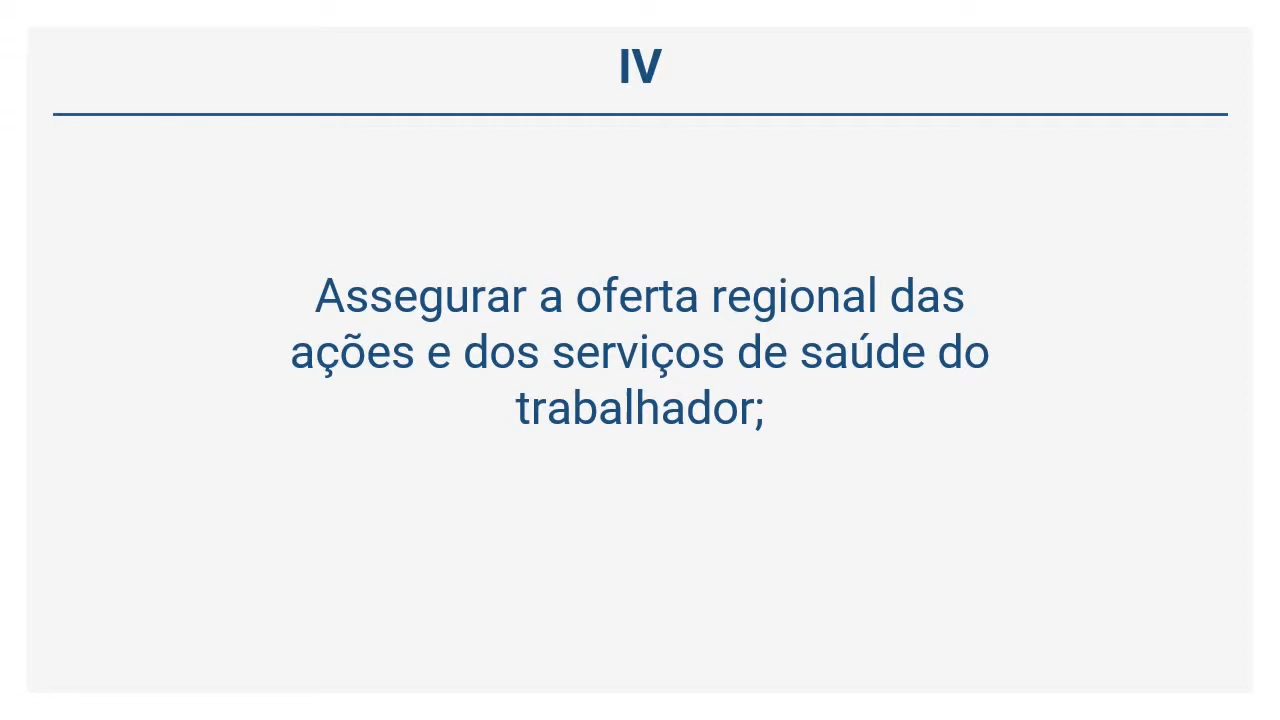 IV
Assegurar a oferta regional das
ações e dos serviços de saúde do
trabalhador;